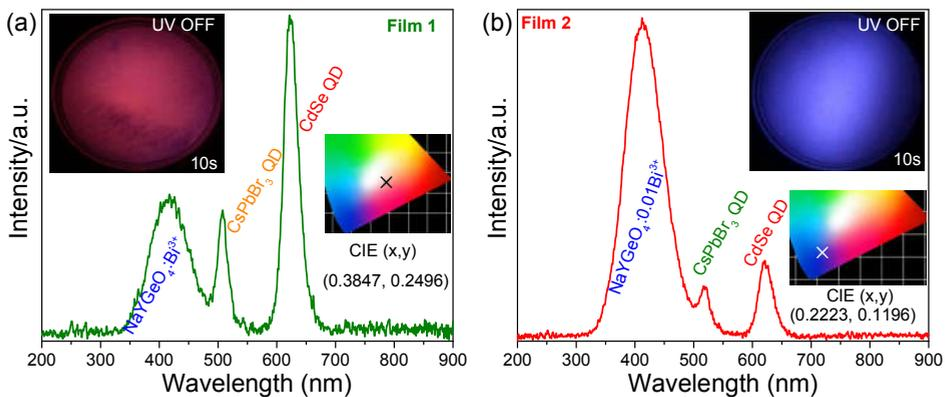 (a)
UV OFF
10s
Film 1
NaYGeO₄:Bi³⁺
CsPbBr₃ QD
CdSe QD
CIE (x,y)
(0.3847, 0.2496)
Intensity/a.u.
200 300 400 500 600 700 800 900
Wavelength (nm)
(b)
Film 2
UV OFF
10s
NaYGeO₄:0.01Bi³⁺
CsPbBr₃ QD
CdSe QD
CIE (x,y)
(0.2223, 0.1196)
Intensity/a.u.
200 300 400 500 600 700 800 900
Wavelength (nm)